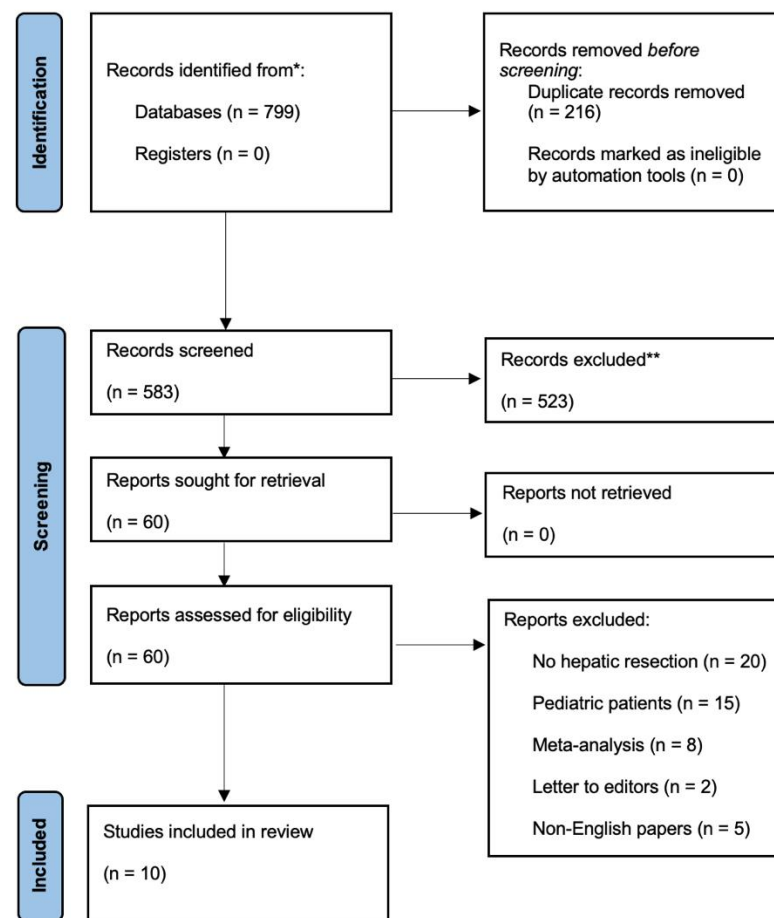 Identification
Records identified from*:
Databases (n = 799)
Registers (n = 0)
Records removed before
screening:
Duplicate records removed
(n = 216)
Records marked as ineligible
by automation tools (n = 0)
Screening
Records screened
(n = 583)
Records excluded**
(n = 523)
Reports sought for retrieval
(n = 60)
Reports not retrieved
(n = 0)
Reports assessed for eligibility
(n = 60)
Reports excluded:
No hepatic resection (n = 20)
Pediatric patients (n = 15)
Meta-analysis (n = 8)
Letter to editors (n = 2)
Non-English papers (n = 5)
Included
Studies included in review
(n = 10)